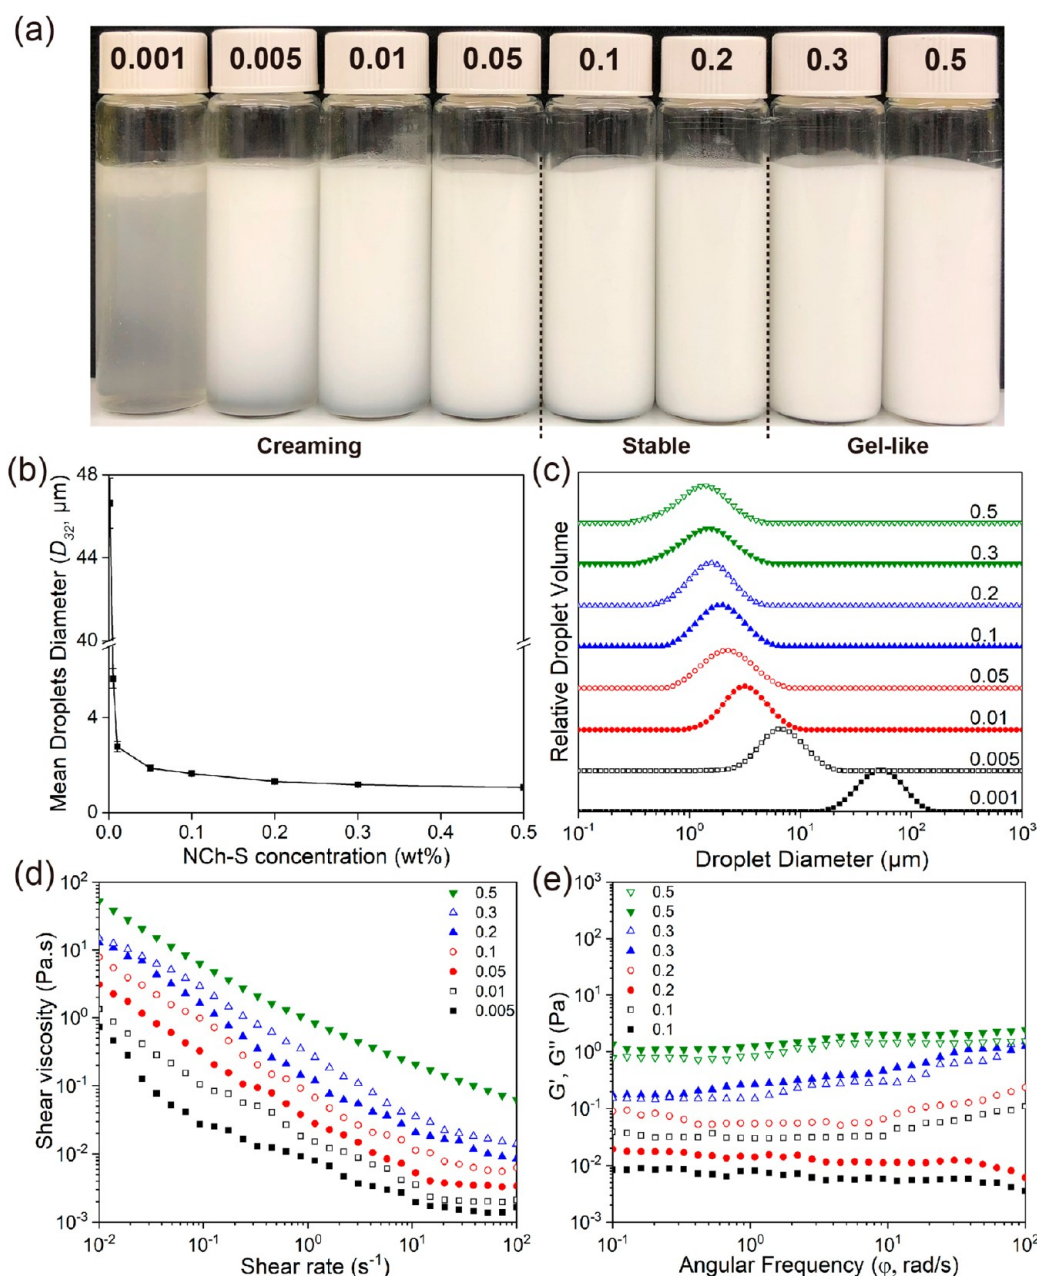 (a)
0.001 0.005 0.01 0.05 0.1 0.2 0.3 0.5
Creaming Stable Gel-like
(b)
Mean Droplets Diameter (D32, μm)
48
44
40
4
0
0.0 0.1 0.2 0.3 0.4 0.5
NCh-S concentration (wt%)
(c)
Relative Droplet Volume
0.5
0.3
0.2
0.1
0.05
0.01
0.005
0.001
10-1 100 101 102 103
Droplet Diameter (μm)
(d)
Shear viscosity (Pa.s)
102
101
100
10-1
10-2
10-3
0.5
0.3
0.2
0.1
0.05
0.01
0.005
10-2 10-1 100 101 102
Shear rate (s-1)
(e)
G', G'' (Pa)
103
102
101
100
10-1
10-2
10-3
0.5
0.5
0.3
0.3
0.2
0.2
0.1
0.1
10-1 100 101 102
Angular Frequency (φ, rad/s)